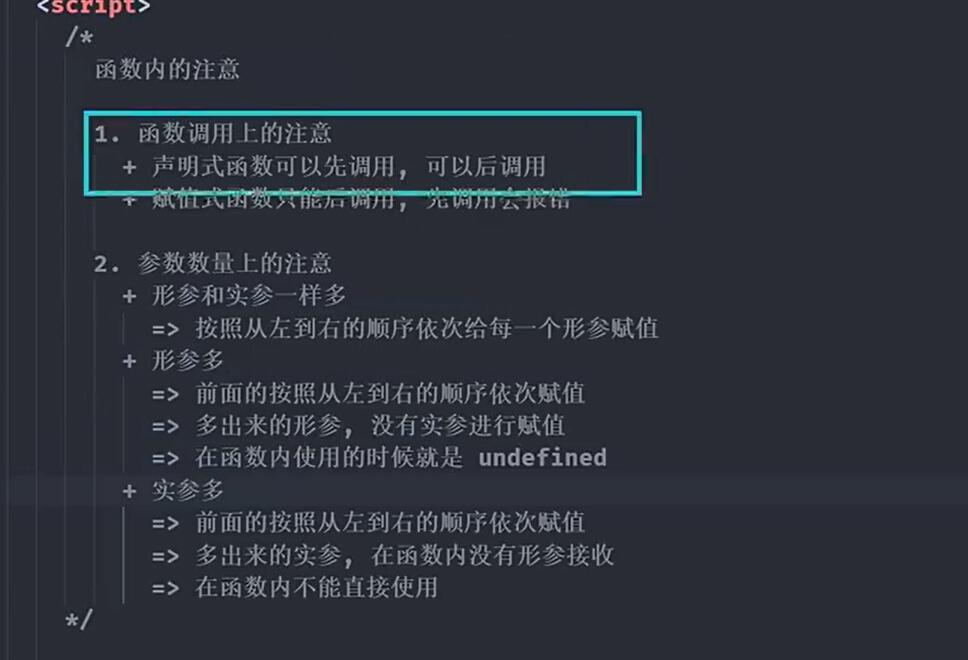 <script>
/*
函数内的注意
1. 函数调用上的注意
+ 声明式函数可以先调用, 可以后调用
+ 赋值式函数只能后调用, 先调用会报错
2. 参数数量上的注意
+ 形参和实参一样多
=> 按照从左到右的顺序依次给每一个形参赋值
+ 形参多
=> 前面的按照从左到右的顺序依次赋值
=> 多出来的形参, 没有实参进行赋值
=> 在函数内使用的时候就是 undefined
+ 实参多
=> 前面的按照从左到右的顺序依次赋值
=> 多出来的实参, 在函数内没有形参接收
=> 在函数内不能直接使用
*/